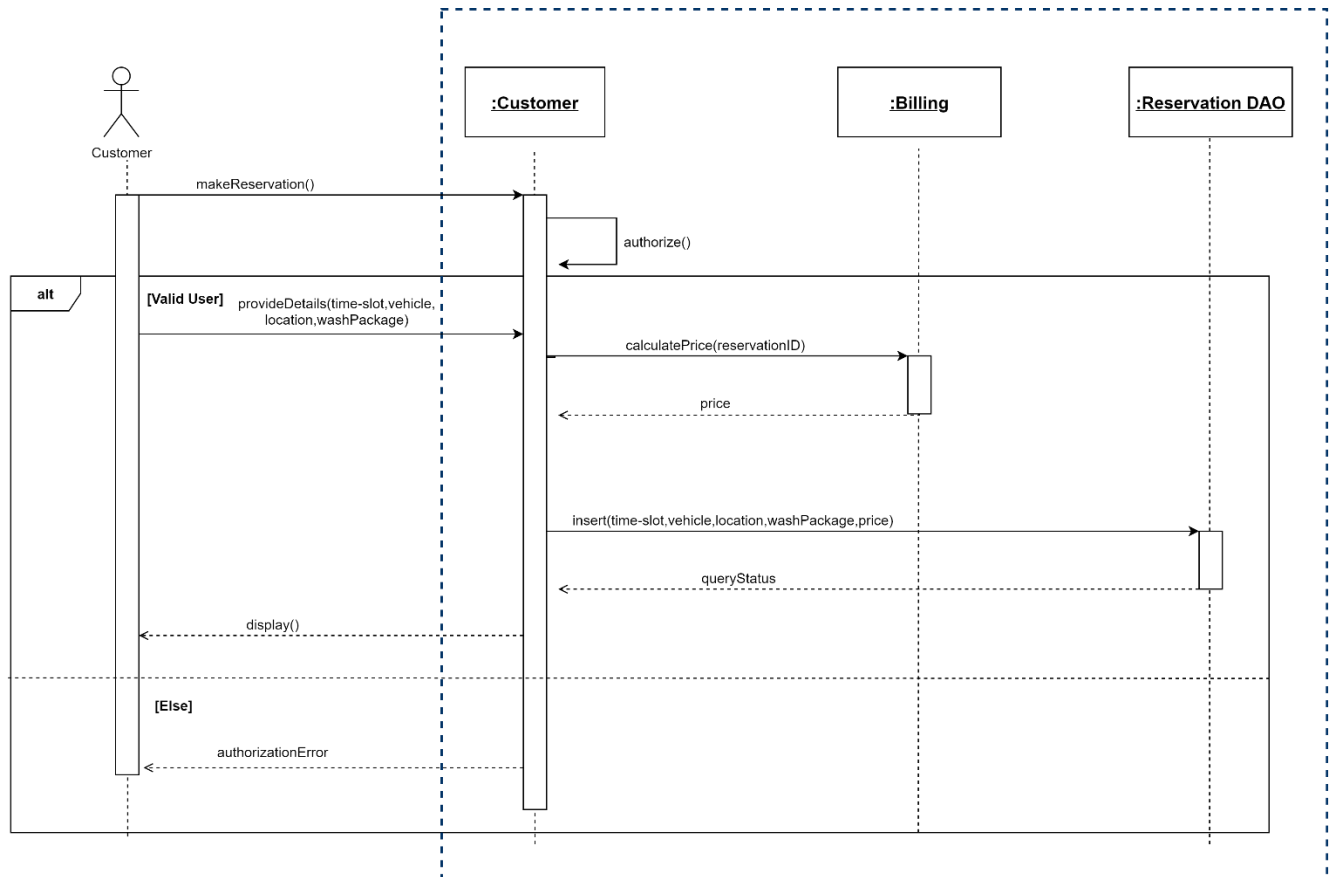 :Customer
:Billing
:Reservation DAO
Customer
makeReservation()
authorize()
alt
[Valid User]
provideDetails(time-slot,vehicle,
location,washPackage)
calculatePrice(reservationID)
price
insert(time-slot,vehicle,location,washPackage,price)
queryStatus
display()
[Else]
authorizationError